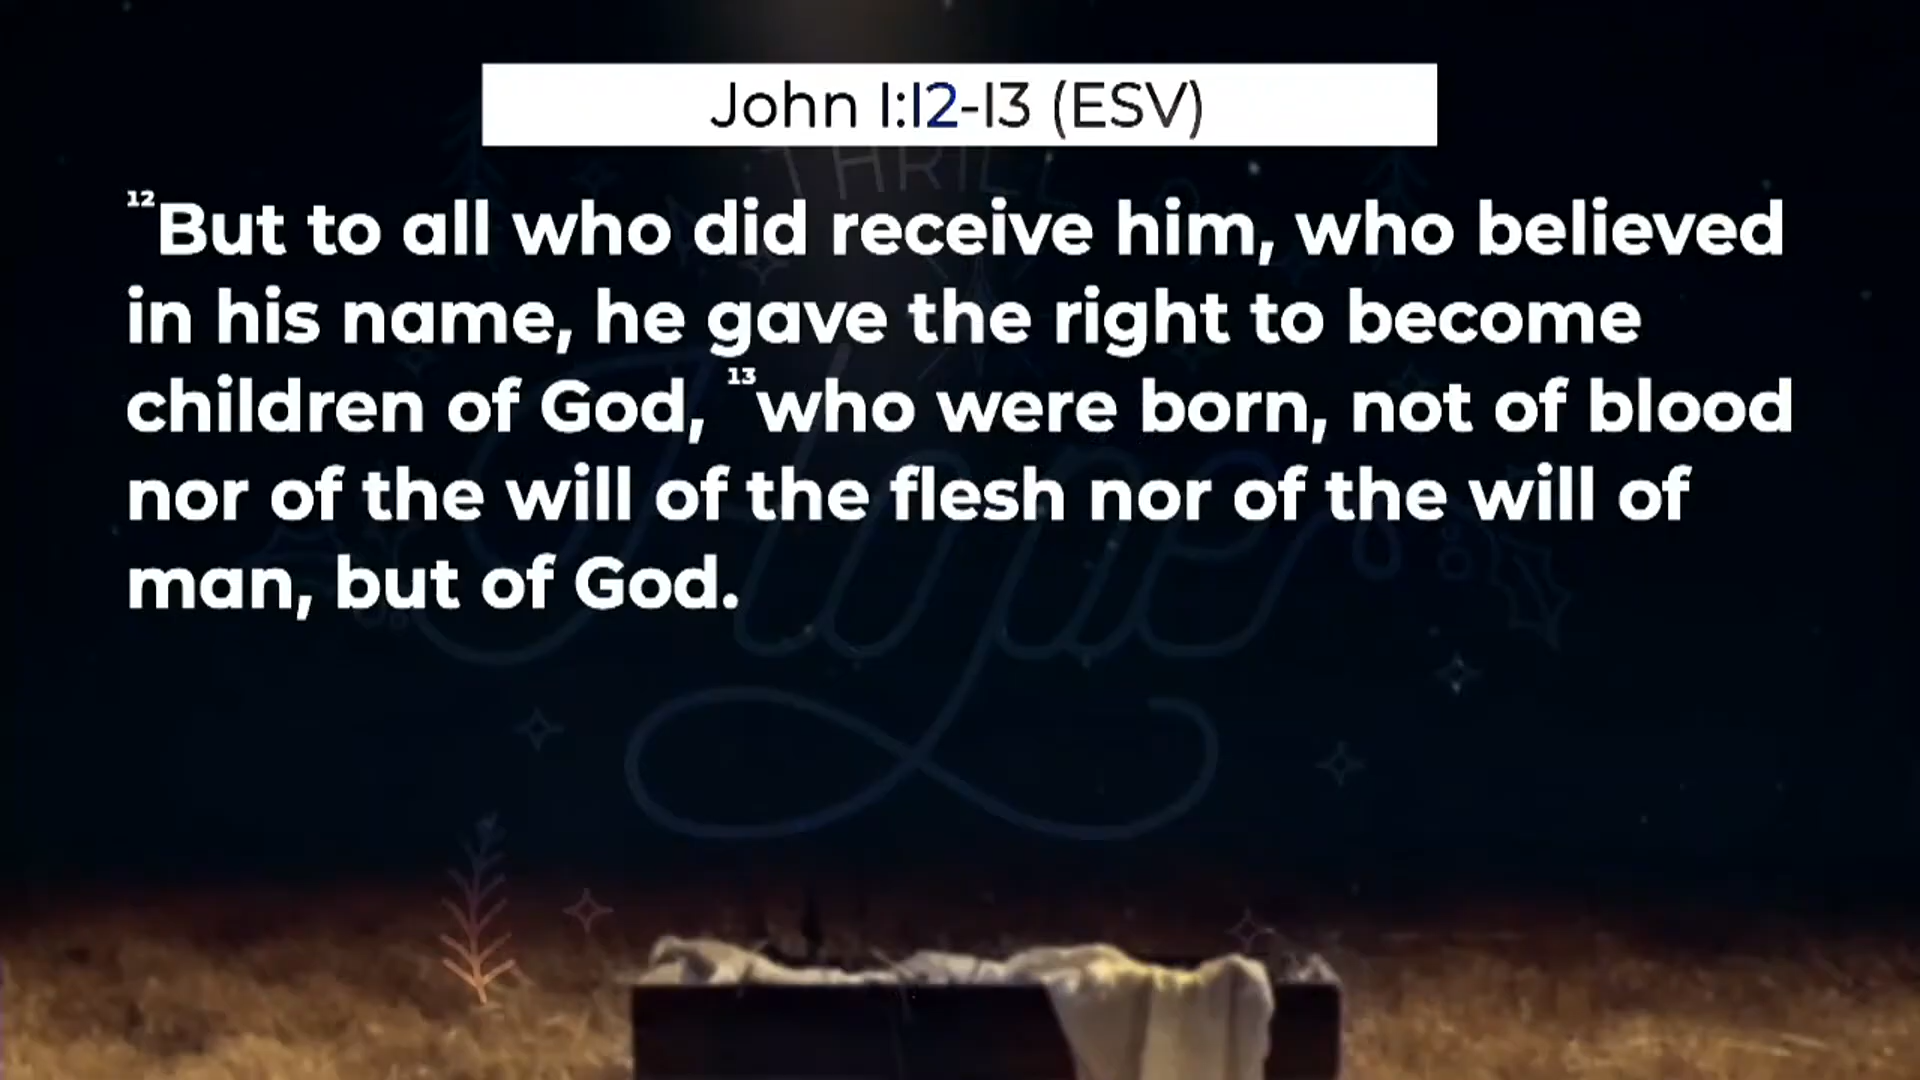 John 1:12-13 (ESV)
THRILL
12But to all who did receive him, who believed
in his name, he gave the right to become
children of God, 13who were born, not of blood
nor of the will of the flesh nor of the will of
man, but of God.
Hope